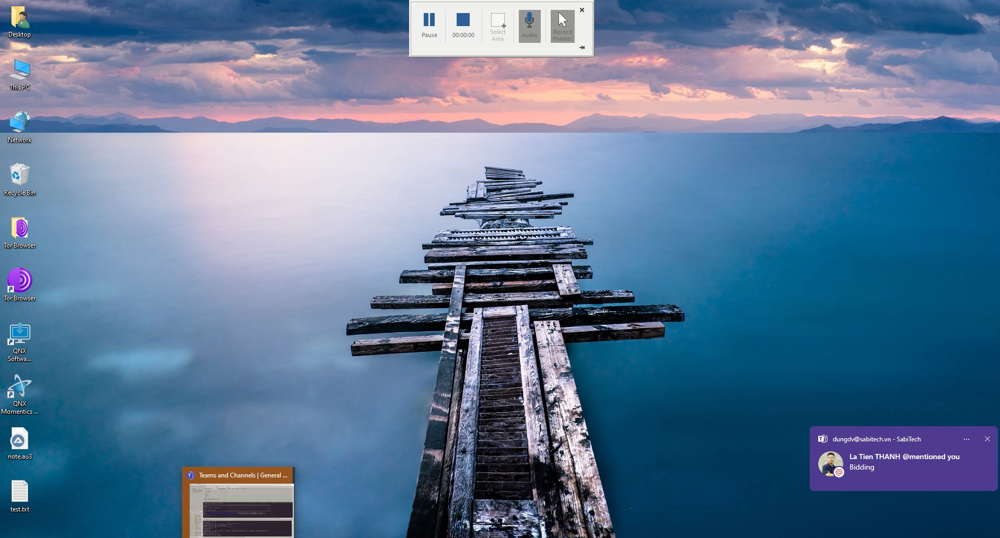 Desktop
This PC
Network
Recycle Bin
Tor Browser
Tor Browser
QNX
Softwa...
QNX
Momentics ...
note.au3
test.txt
Pause
00:00:00
Select
Area
Audio
Record
Pointer
Teams and Channels | General ...
dungdv@sabitech.vn - SabiTech
La Tien THANH @mentioned you
Bidding